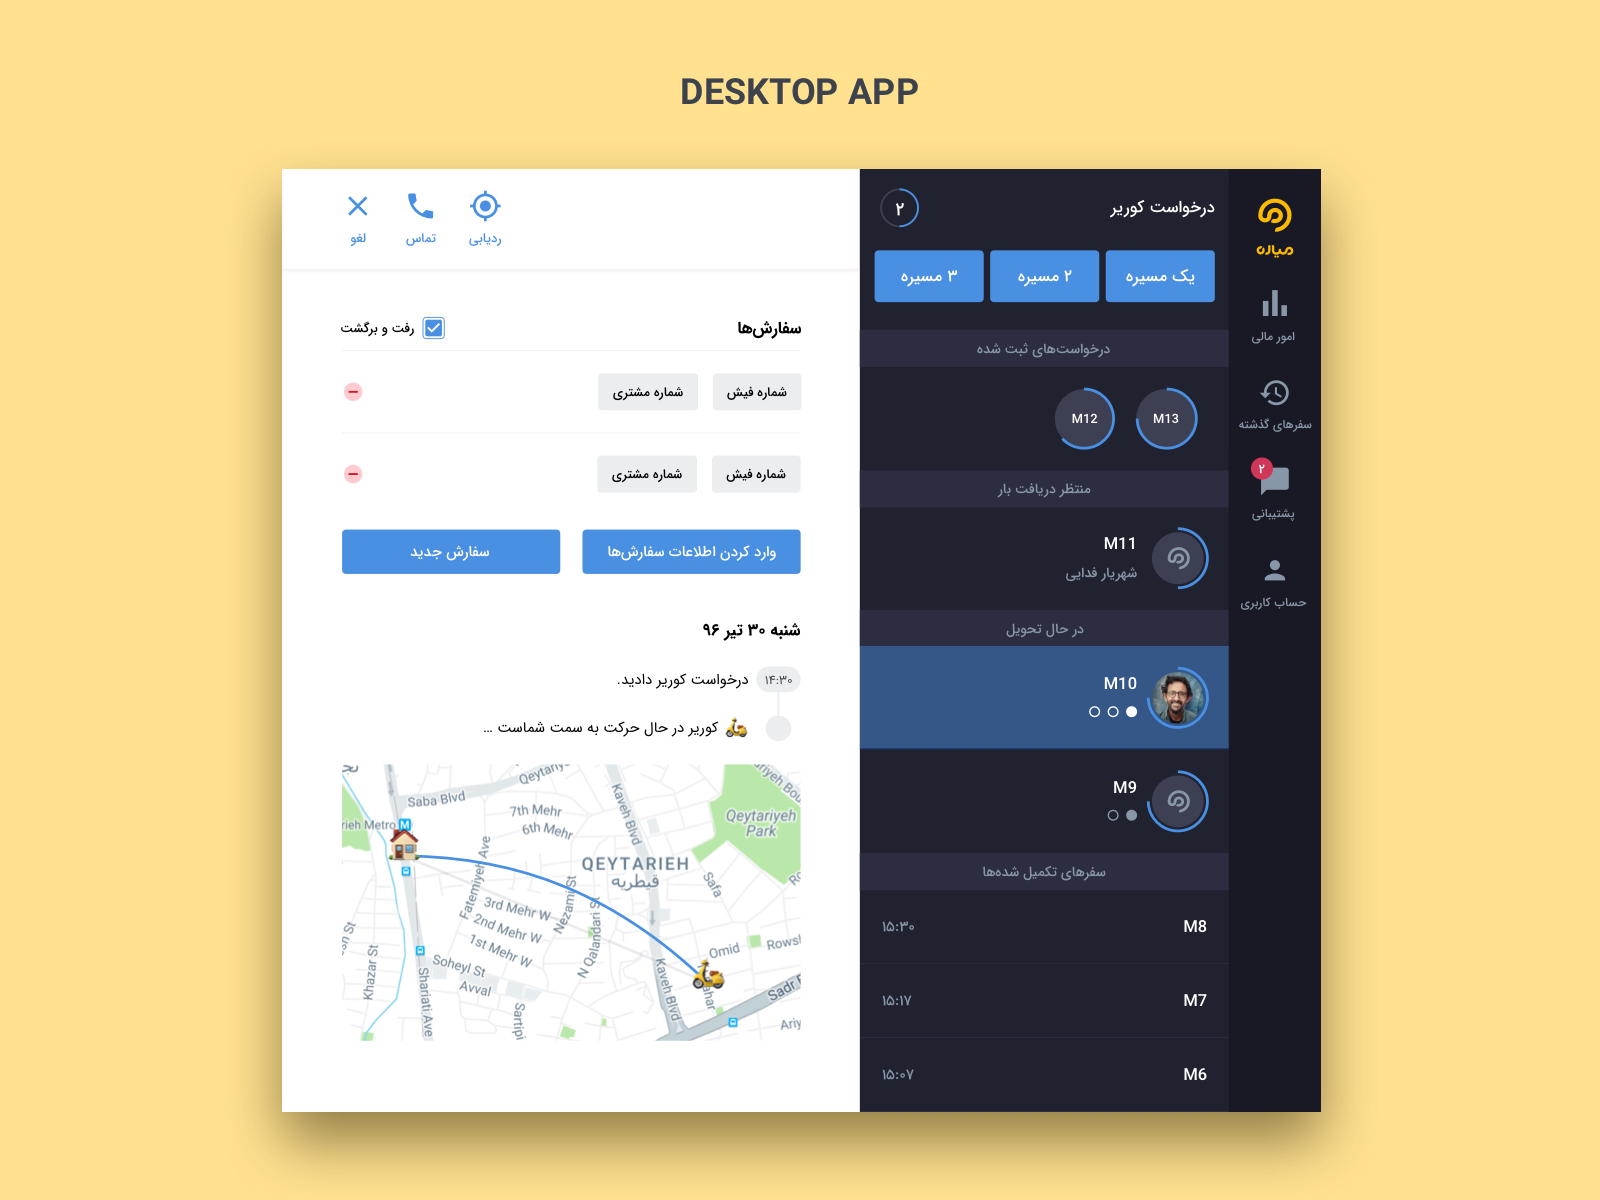 DESKTOP APP
میاره
امور مالی
سفرهای گذشته
۲
پشتیبانی
حساب کاربری
درخواست کوریر
۲
یک مسیره
۲ مسیره
۳ مسیره
درخواست‌های ثبت شده
M13
M12
منتظر دریافت بار
M11
شهریار فدایی
در حال تحویل
M10
M9
سفرهای تکمیل شده‌ها
M8
۱۵:۳۰
M7
۱۵:۱۷
M6
۱۵:۰۷
ردیابی
تماس
لغو
سفارش‌ها
رفت و برگشت
شماره فیش
شماره مشتری
شماره فیش
شماره مشتری
وارد کردن اطلاعات سفارش‌ها
سفارش جدید
شنبه ۳۰ تیر ۹۶
۱۴:۳۰
درخواست کوریر دادید.
کوریر در حال حرکت به سمت شماست ...
Saba Blvd
7th Mehr
6th Mehr
Kaveh Blvd
Qeytariyeh
Park
rieh Metro
M
QEYTARIEH
قیطریه
Fatemiyeh Ave
3rd Mehr W
2nd Mehr W
1st Mehr W
Nezami St
N Qalandari St
Safa
Omid
Khazar St
Shariati Ave
Soheyl St
Avval
Kaveh Blvd